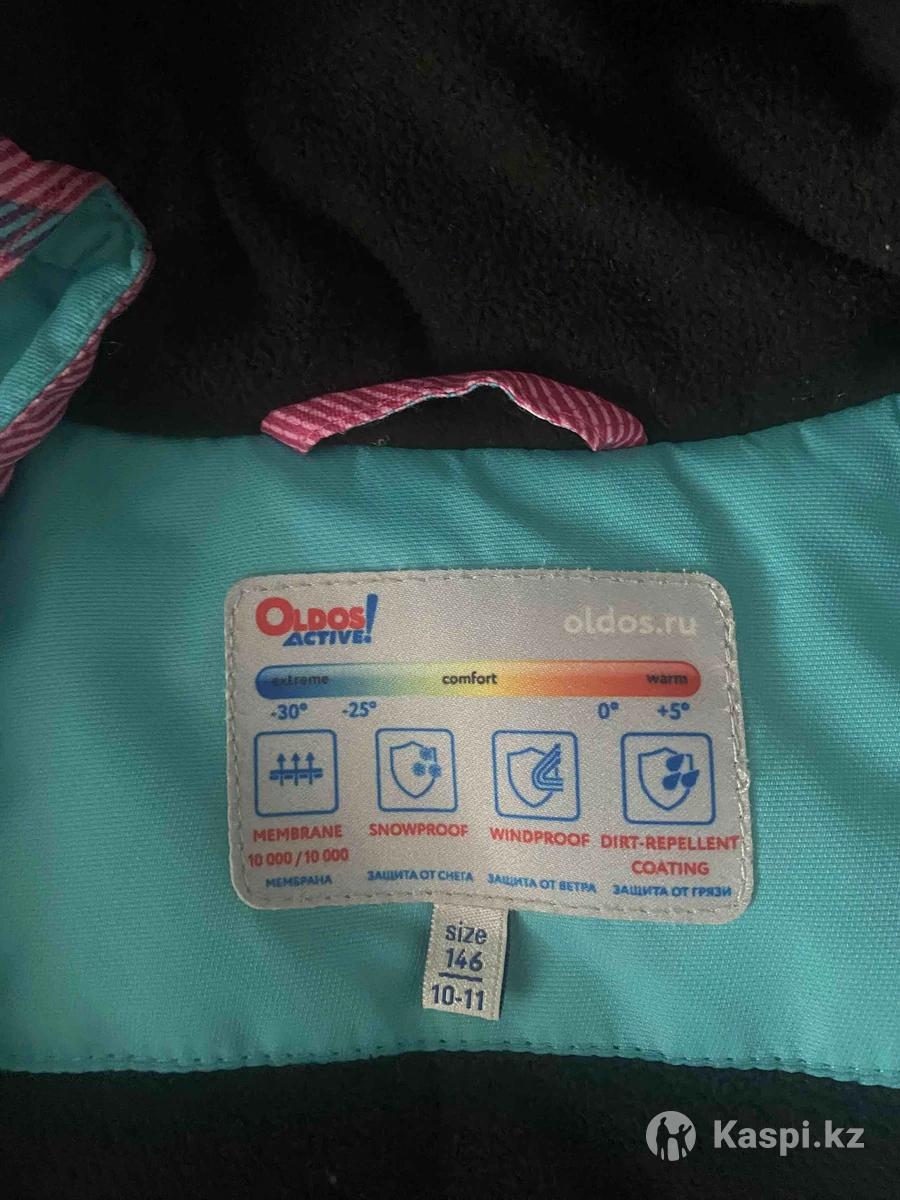 OLDOS
ACTIVE!
oldos.ru
extreme comfort warm
-30° -25° 0° +5°
MEMBRANE
10 000 / 10 000
МЕМБРАНА
SNOWPROOF
ЗАЩИТА ОТ СНЕГА
WINDPROOF
ЗАЩИТА ОТ ВЕТРА
DIRT-REPELLENT
COATING
ЗАЩИТА ОТ ГРЯЗИ
size
146
10-11
Kaspi.kz